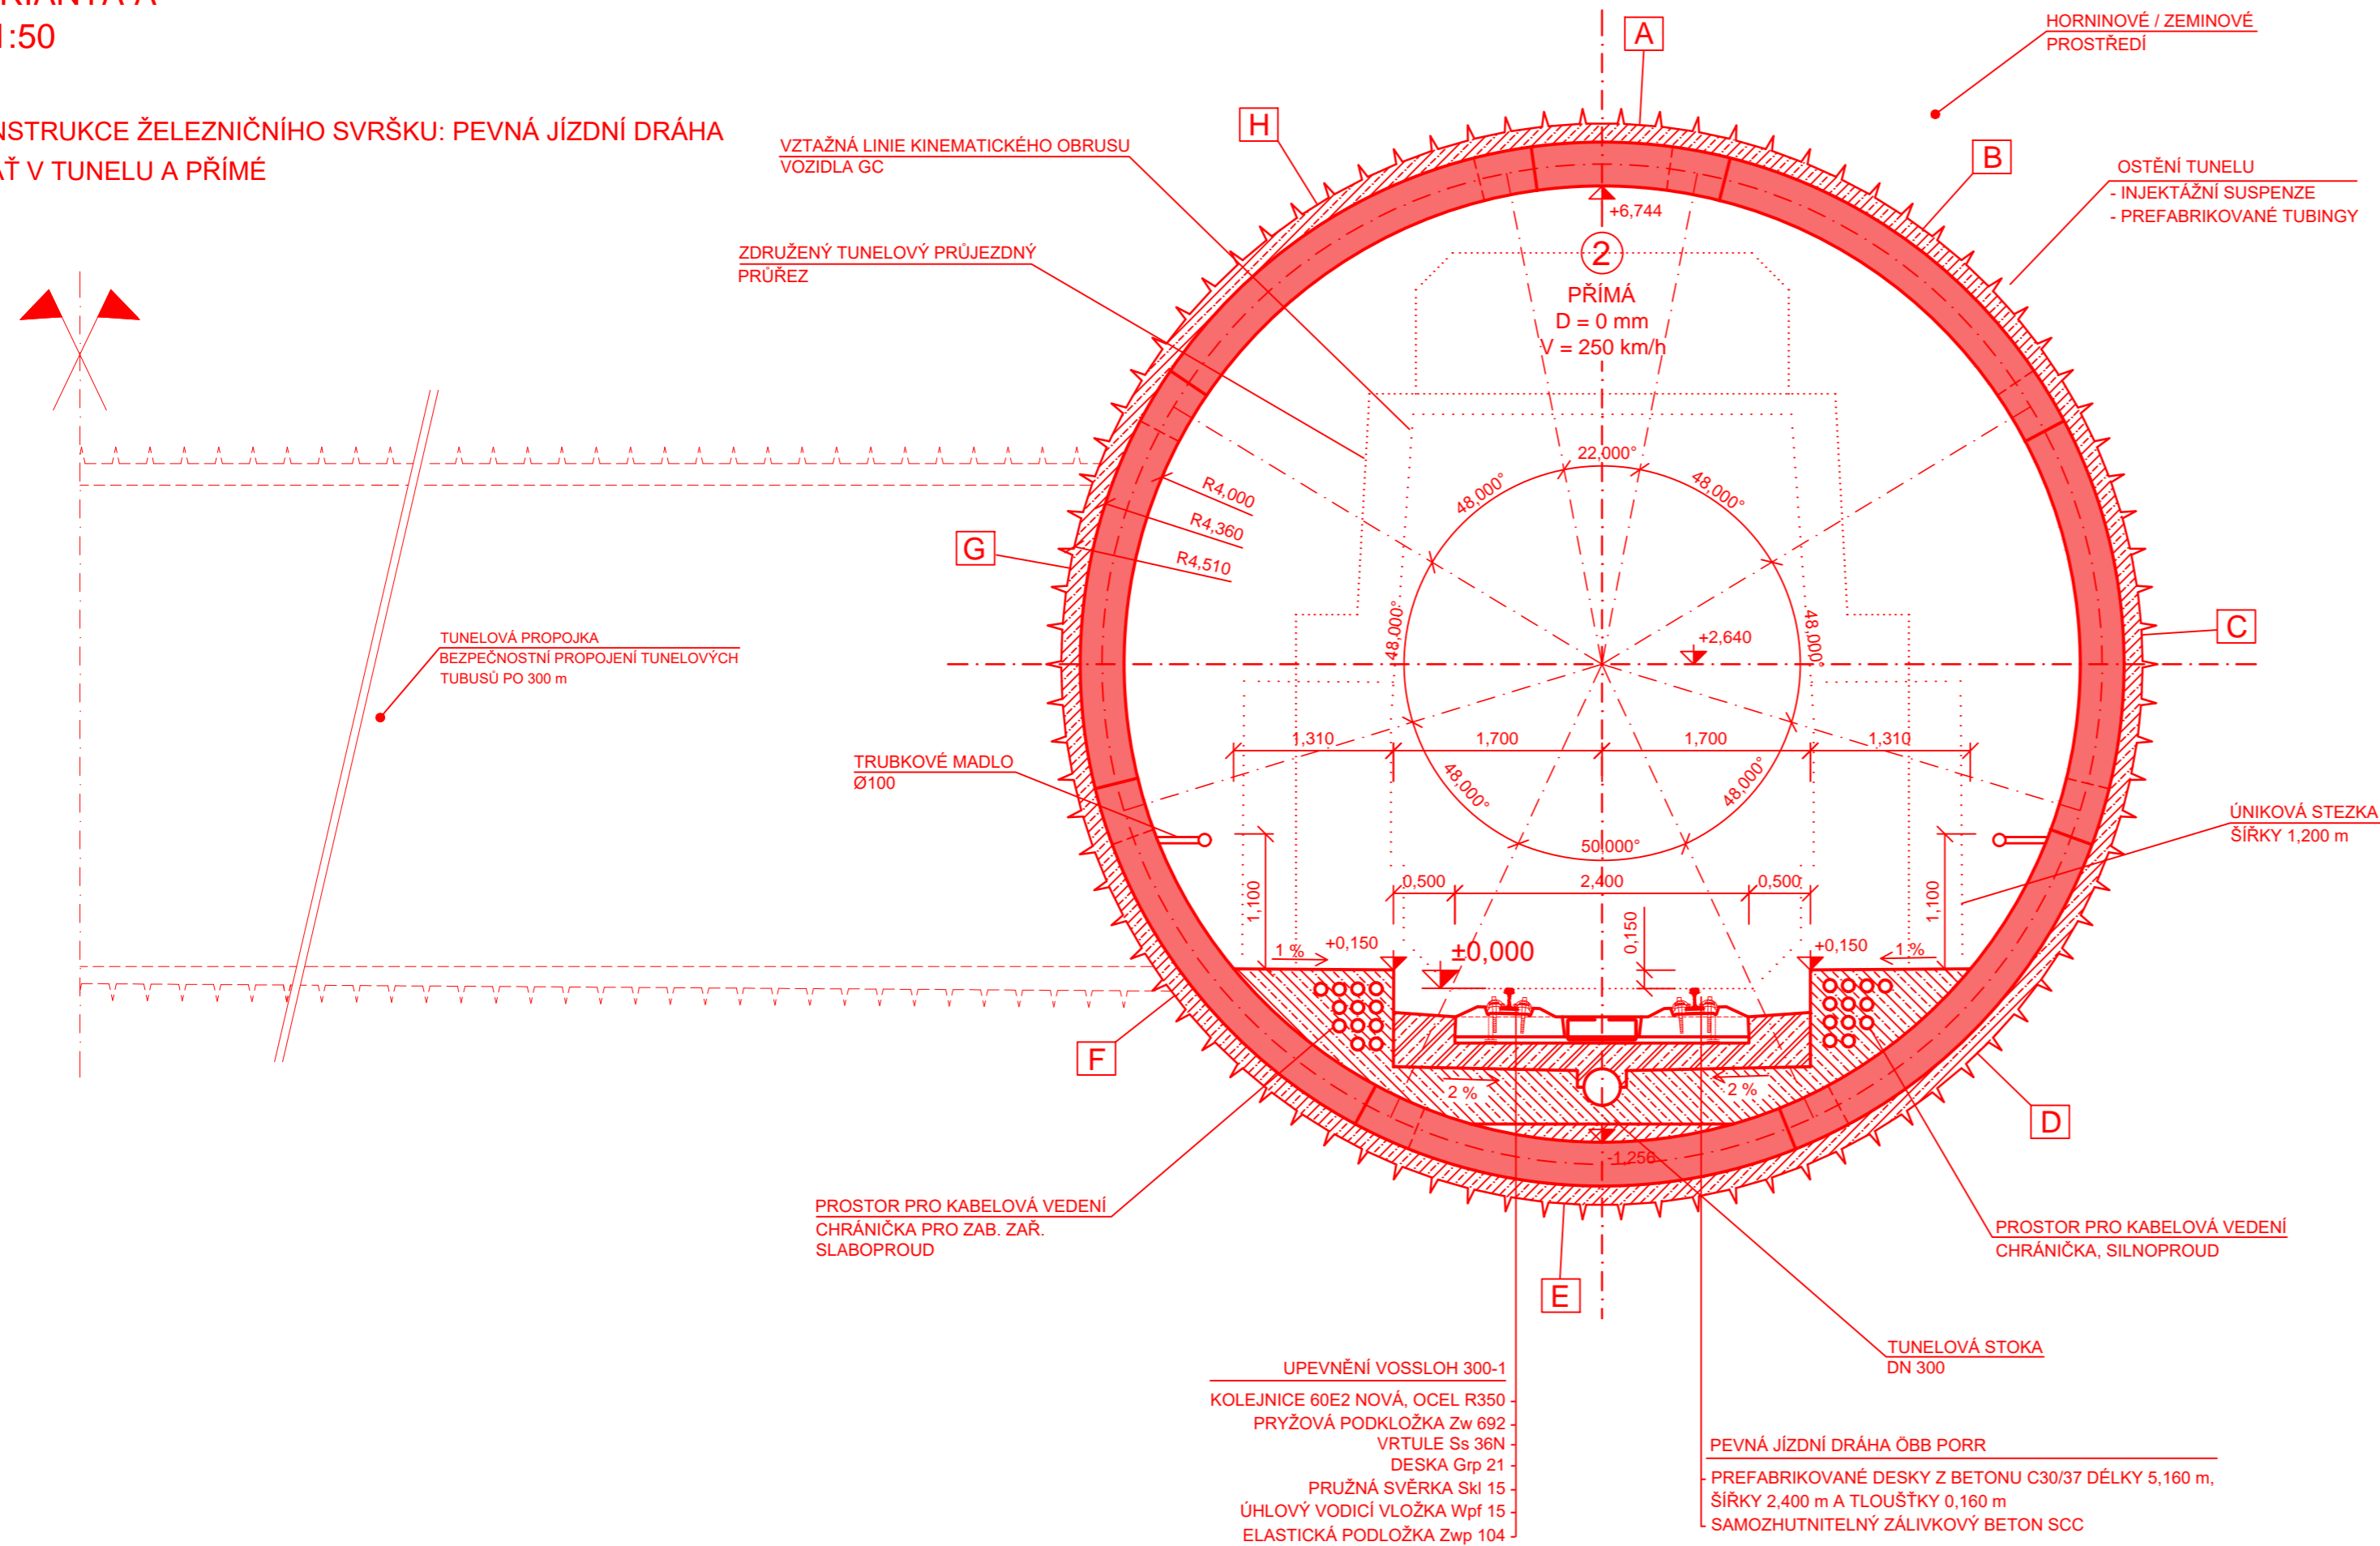 1:50
NSTRUKCE ŽELEZNIČNÍHO SVRŠKU: PEVNÁ JÍZDNÍ DRÁHA
AŤ V TUNELU A PŘÍMÉ
HORNINOVÉ / ZEMINOVÉ
PROSTŘEDÍ
A
H
B
VZTAŽNÁ LINIE KINEMATICKÉHO OBRUSU
VOZIDLA GC
OSTĚNÍ TUNELU
- INJEKTÁŽNÍ SUSPENZE
- PREFABRIKOVANÉ TUBINGY
+6,744
2
PŘÍMÁ
D = 0 mm
V = 250 km/h
ZDRUŽENÝ TUNELOVÝ PRŮJEZDNÝ
PRŮŘEZ
22,000°
48,000°
48,000°
R4,000
R4,360
R4,510
G
C
48,000°
48,000°
+2,640
TUNELOVÁ PROPOJKA
BEZPEČNOSTNÍ PROPOJENÍ TUNELOVÝCH
TUBUSŮ PO 300 m
1,310
1,700
1,700
1,310
TRUBKOVÉ MADLO
Ø100
48,000°
48,000°
50,000°
ÚNIKOVÁ STEZKA
ŠÍŘKY 1,200 m
0,500
2,400
0,500
1,100
1,100
0,150
1 %
+0,150
±0,000
+0,150
1 %
F
D
2 %
2 %
-1,256
PROSTOR PRO KABELOVÁ VEDENÍ
CHRÁNIČKA PRO ZAB. ZAŘ.
SLABOPROUD
PROSTOR PRO KABELOVÁ VEDENÍ
CHRÁNIČKA, SILNOPROUD
E
TUNELOVÁ STOKA
DN 300
UPEVNĚNÍ VOSSLOH 300-1
KOLEJNICE 60E2 NOVÁ, OCEL R350
PRYŽOVÁ PODKLOŽKA Zw 692
VRTULE Ss 36N
DESKA Grp 21
PRUŽNÁ SVĚRKA Skl 15
ÚHLOVÝ VODICÍ VLOŽKA Wpf 15
ELASTICKÁ PODLOŽKA Zwp 104
PEVNÁ JÍZDNÍ DRÁHA ÖBB PORR
PREFABRIKOVANÉ DESKY Z BETONU C30/37 DÉLKY 5,160 m,
ŠÍŘKY 2,400 m A TLOUŠŤKY 0,160 m
SAMOZHUTNITELNÝ ZÁLIVKOVÝ BETON SCC